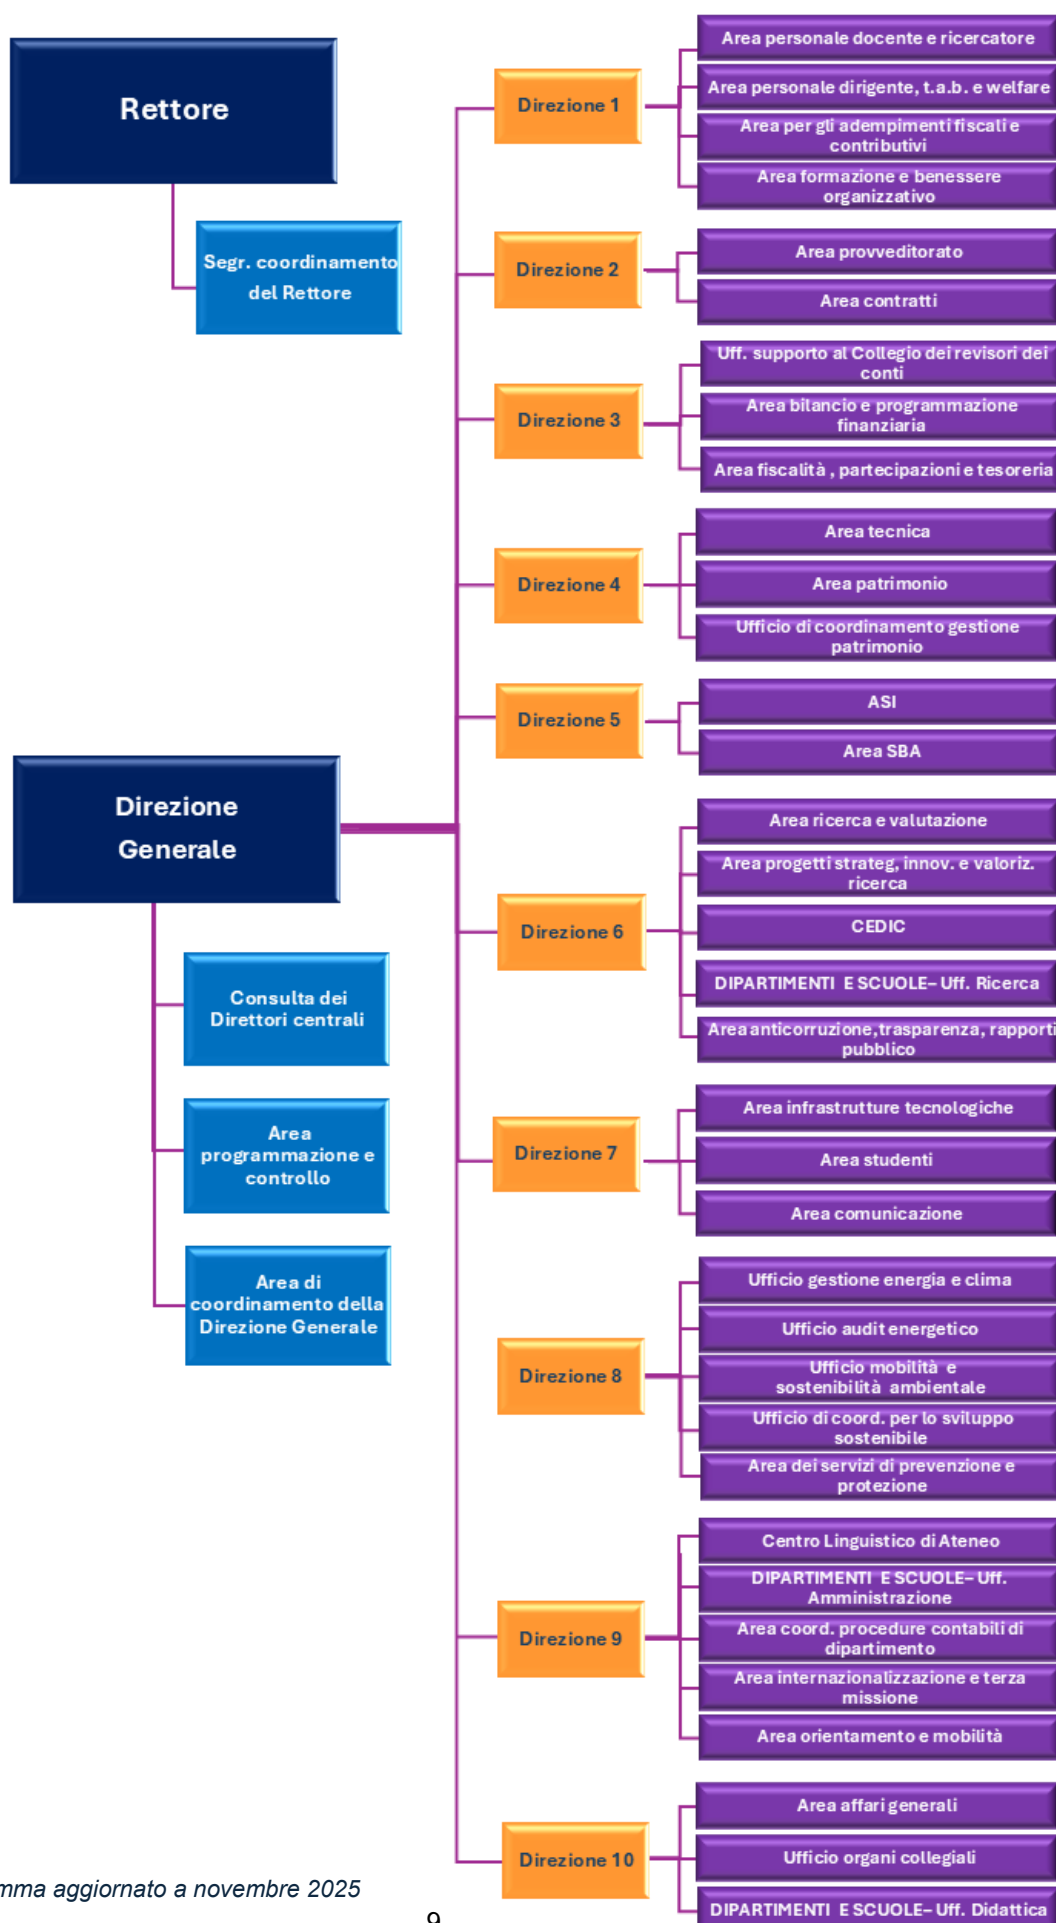 Rettore
Segr. coordinamento
del Rettore
Direzione
Generale
Consulta dei
Direttori centrali
Area
programmazione e
controllo
Area di
coordinamento della
Direzione Generale
Direzione 1
Area personale docente e ricercatore
Area personale dirigente, t.a.b. e welfare
Area per gli adempimenti fiscali e
contributivi
Area formazione e benessere
organizzativo
Direzione 2
Area provveditorato
Area contratti
Direzione 3
Uff. supporto al Collegio dei revisori dei
conti
Area bilancio e programmazione
finanziaria
Area fiscalità , partecipazioni e tesoreria
Direzione 4
Area tecnica
Area patrimonio
Ufficio di coordinamento gestione
patrimonio
Direzione 5
ASI
Area SBA
Direzione 6
Area ricerca e valutazione
Area progetti strateg, innov. e valoriz.
ricerca
CEDIC
DIPARTIMENTI E SCUOLE– Uff. Ricerca
Area anticorruzione,trasparenza, rapporti
pubblico
Direzione 7
Area infrastrutture tecnologiche
Area studenti
Area comunicazione
Direzione 8
Ufficio gestione energia e clima
Ufficio audit energetico
Ufficio mobilità e
sostenibilità ambientale
Ufficio di coord. per lo sviluppo
sostenibile
Area dei servizi di prevenzione e
protezione
Direzione 9
Centro Linguistico di Ateneo
DIPARTIMENTI E SCUOLE– Uff.
Amministrazione
Area coord. procedure contabili di
dipartimento
Area internazionalizzazione e terza
missione
Area orientamento e mobilità
Direzione 10
Area affari generali
Ufficio organi collegiali
DIPARTIMENTI E SCUOLE– Uff. Didattica
mma aggiornato a novembre 2025
9